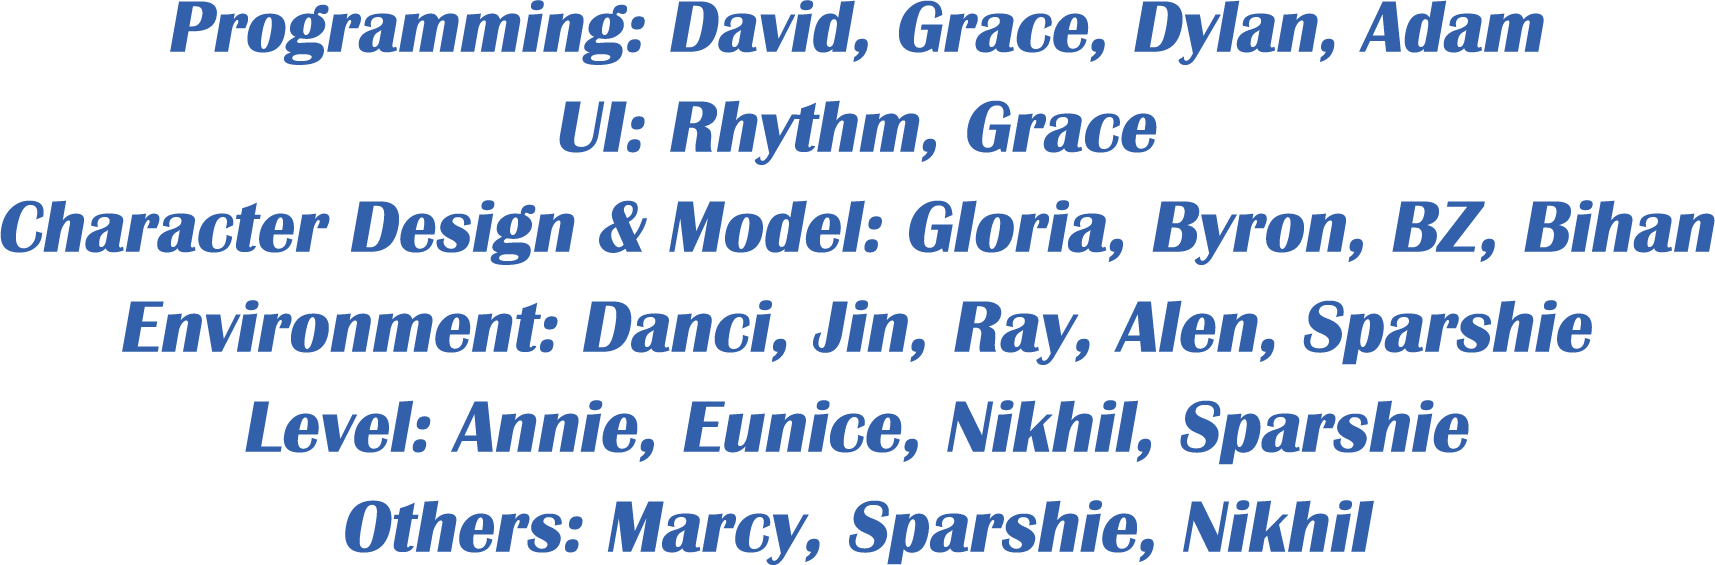 Programming: David, Grace, Dylan, Adam
UI: Rhythm, Grace
Character Design & Model: Gloria, Byron, BZ, Bihan
Environment: Danci, Jin, Ray, Alen, Sparshie
Level: Annie, Eunice, Nikhil, Sparshie
Others: Marcy, Sparshie, Nikhil